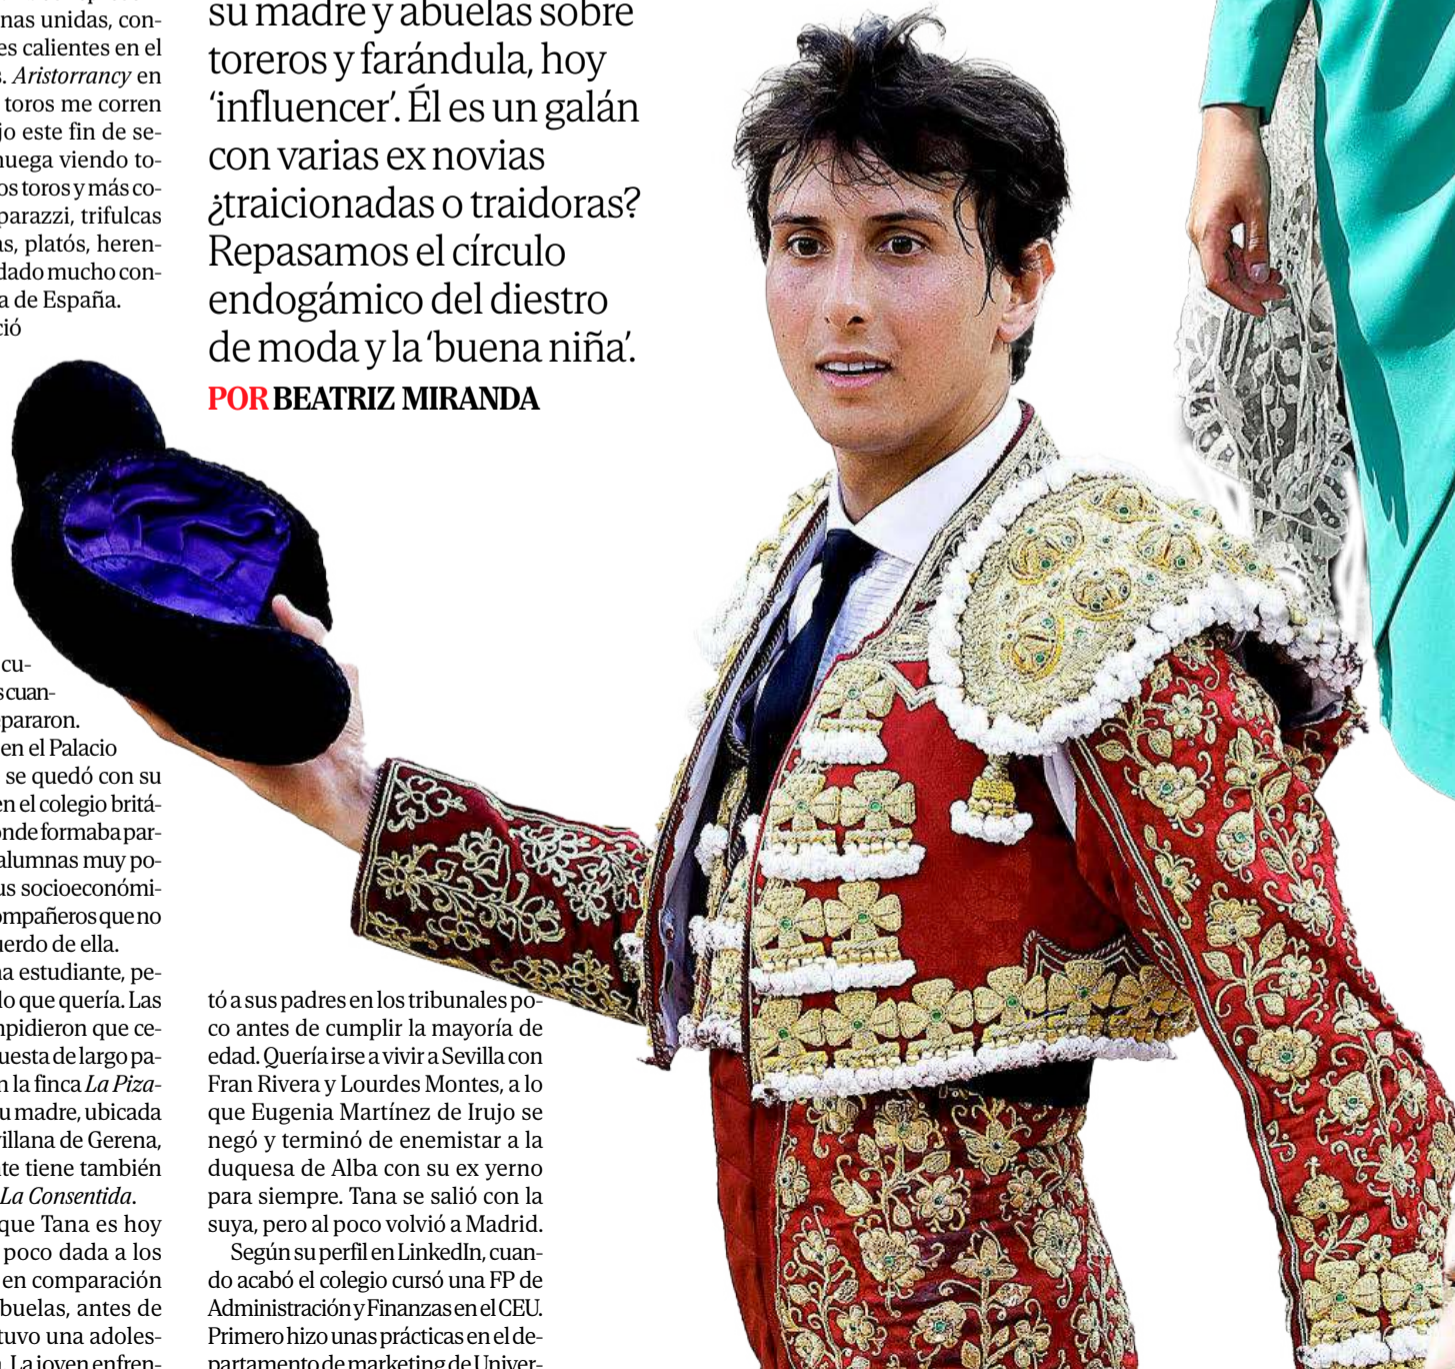 nas unidas, con-
es calientes en el
Aristorrancy en
toros me corren
jo este fin de se-
nuega viendo to-
os toros y más co-
parazzi, trifulcas
as, platós, heren-
dado mucho con-
a de España.
ció
cu-
s cuan-
pararon.
en el Palacio
se quedó con su
en el colegio britá-
onde formaba par-
alumnas muy po-
us socioeconómi-
ompañeros que no
uerdo de ella.
na estudiante, pe-
lo que quería. Las
mpidieron que ce-
uesta de largo pa-
n la finca La Piza-
u madre, ubicada
villana de Gerena,
te tiene también
La Consentida.
que Tana es hoy
poco dada a los
en comparación
buelas, antes de
tuvo una adoles-
La joven enfren-
su madre y abuelas sobre
toreros y farándula, hoy
‘influencer’. Él es un galán
con varias ex novias
¿traicionadas o traidoras?
Repasamos el círculo
endogámico del diestro
de moda y la ‘buena niña’.
POR BEATRIZ MIRANDA
tó a sus padres en los tribunales po-
co antes de cumplir la mayoría de
edad. Quería irse a vivir a Sevilla con
Fran Rivera y Lourdes Montes, a lo
que Eugenia Martínez de Irujo se
negó y terminó de enemistar a la
duquesa de Alba con su ex yerno
para siempre. Tana se salió con la
suya, pero al poco volvió a Madrid.
Según su perfil en LinkedIn, cuan-
do acabó el colegio cursó una FP de
Administración y Finanzas en el CEU.
Primero hizo unas prácticas en el de-
partamento de marketing de Univer-